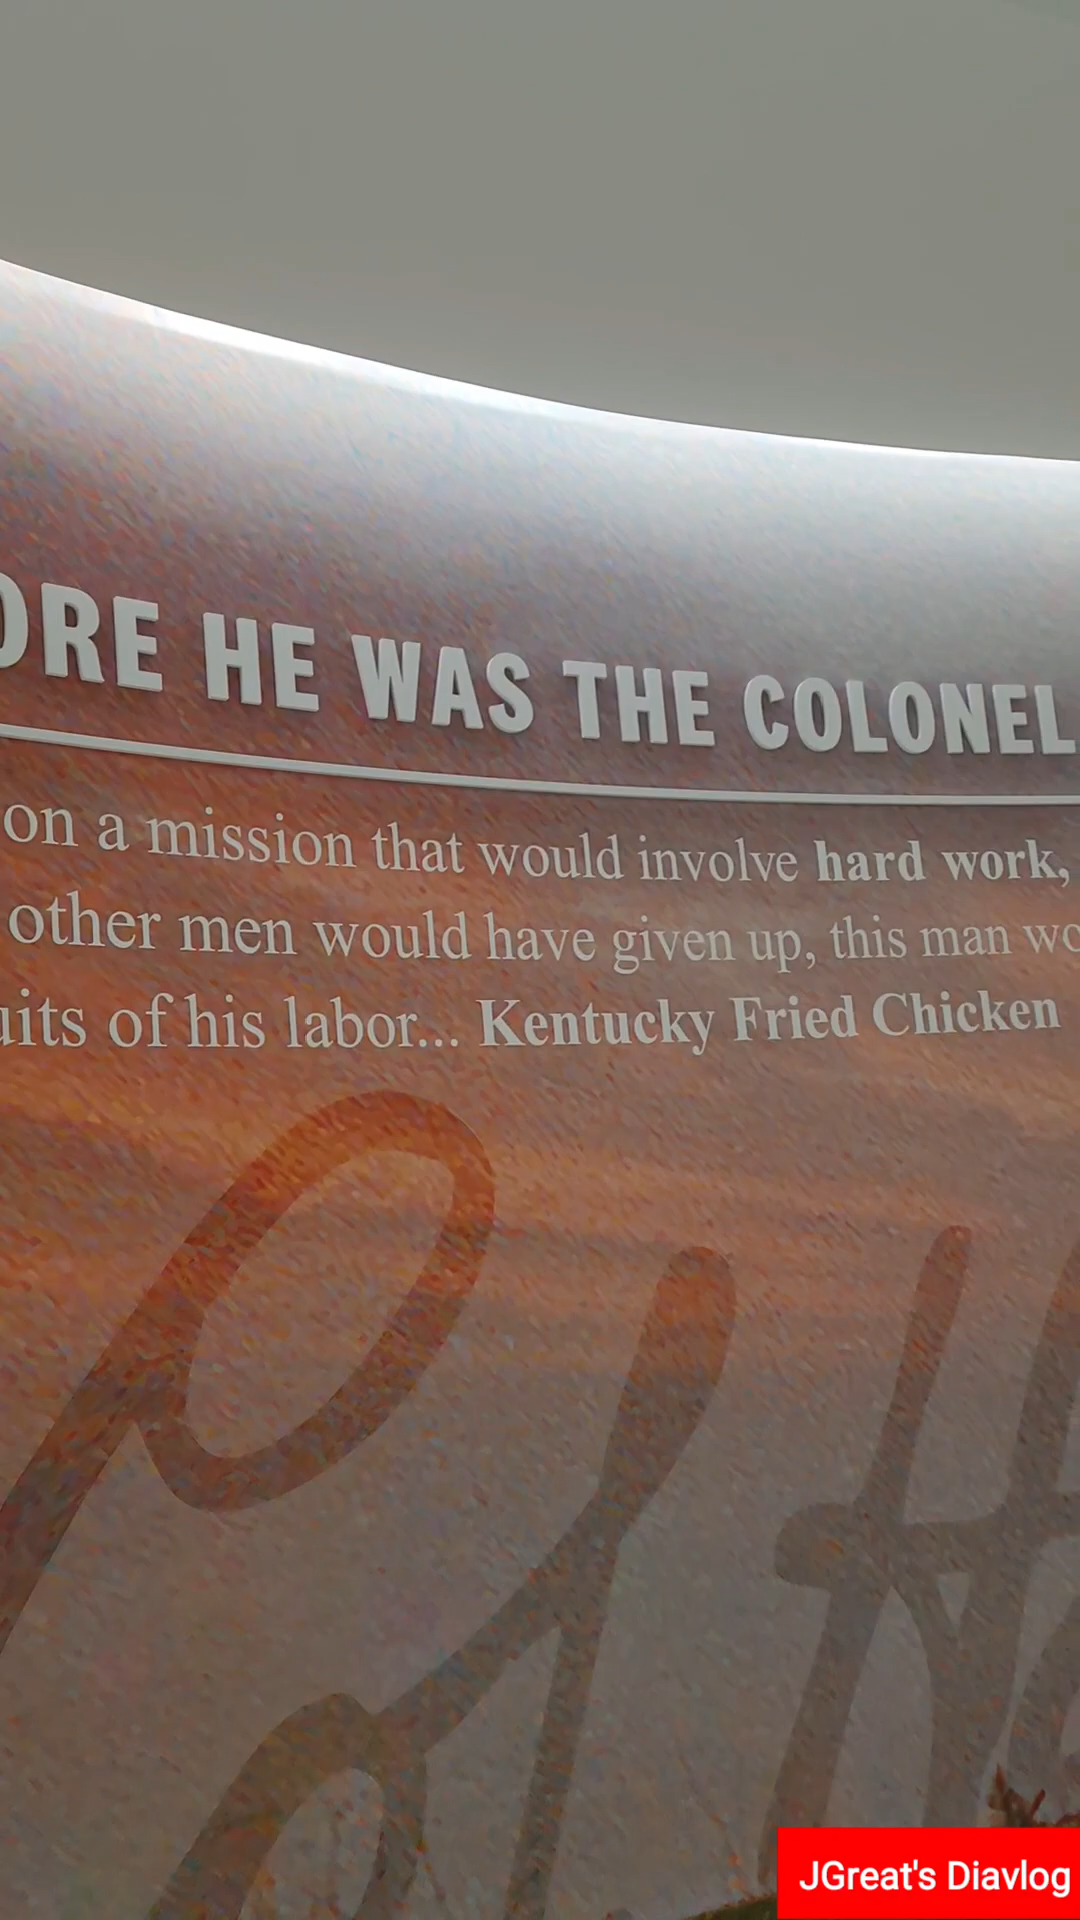 ORE HE WAS THE COLONEL
on a mission that would involve hard work,
other men would have given up, this man wo
uits of his labor... Kentucky Fried Chicken
JGreat's Diavlog